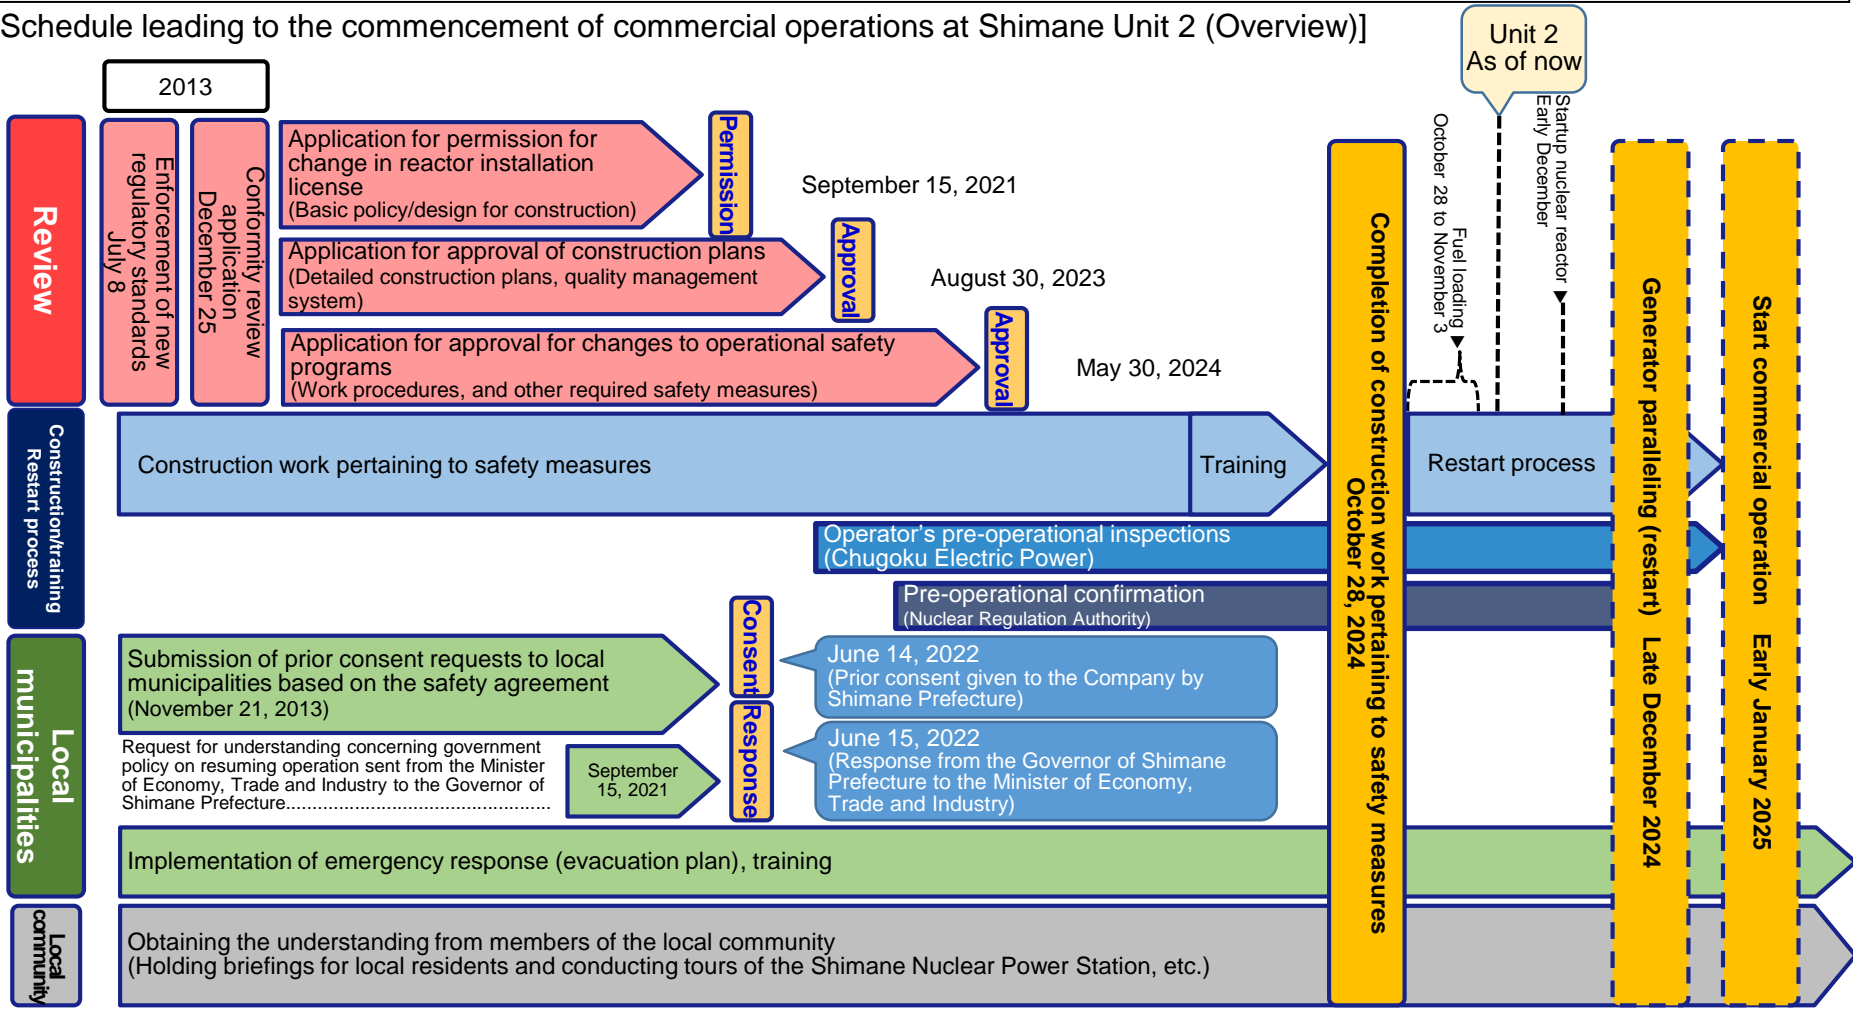 Schedule leading to the commencement of commercial operations at Shimane Unit 2 (Overview)]
Unit 2
As of now
2013
Review
Enforcement of new
regulatory standards
July 8
Conformity review
application
December 25
Application for permission for
change in reactor installation
license
(Basic policy/design for construction)
Permission
September 15, 2021
Application for approval of construction plans
(Detailed construction plans, quality management
system)
Approval
August 30, 2023
Application for approval for changes to operational safety
programs
(Work procedures, and other required safety measures)
Approval
May 30, 2024
Completion of construction work pertaining to safety measures
October 28, 2024
Fuel loading ▼
October 28 to November 3
Startup nuclear reactor ▼
Early December
Generator paralleling (restart) Late December 2024
Start commercial operation Early January 2025
Construction/training
Restart process
Construction work pertaining to safety measures
Training
Restart process
Operator's pre-operational inspections
(Chugoku Electric Power)
Pre-operational confirmation
(Nuclear Regulation Authority)
Local
municipalities
Submission of prior consent requests to local
municipalities based on the safety agreement
(November 21, 2013)
Consent
June 14, 2022
(Prior consent given to the Company by
Shimane Prefecture)
Request for understanding concerning government
policy on resuming operation sent from the Minister
of Economy, Trade and Industry to the Governor of
Shimane Prefecture..................................................
September
15, 2021
Response
June 15, 2022
(Response from the Governor of Shimane
Prefecture to the Minister of Economy,
Trade and Industry)
Implementation of emergency response (evacuation plan), training
Local
community
Obtaining the understanding from members of the local community
(Holding briefings for local residents and conducting tours of the Shimane Nuclear Power Station, etc.)